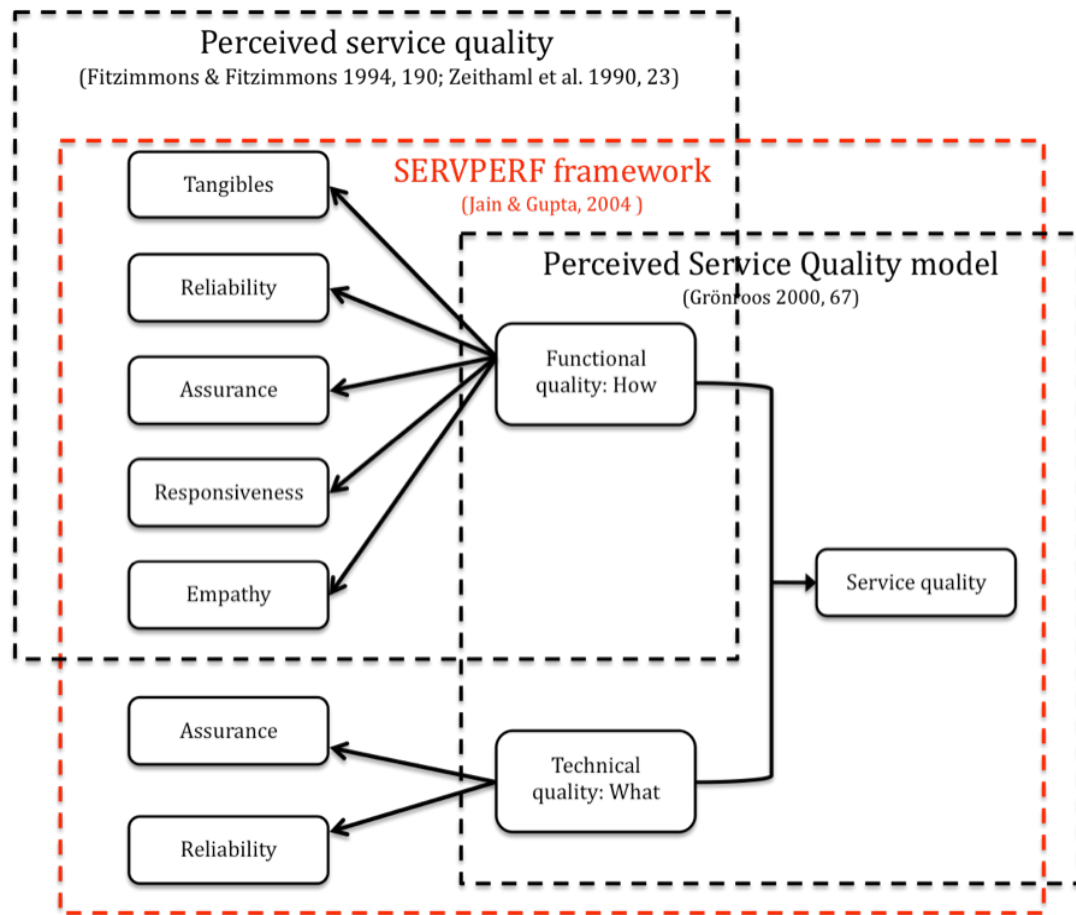 Perceived service quality
(Fitzimmons & Fitzimmons 1994, 190; Zeithaml et al. 1990, 23)
SERVPERF framework
(Jain & Gupta, 2004 )
Tangibles
Perceived Service Quality model
(Grönroos 2000, 67)
Reliability
Functional
quality: How
Assurance
Responsiveness
Empathy
Service quality
Assurance
Technical
quality: What
Reliability